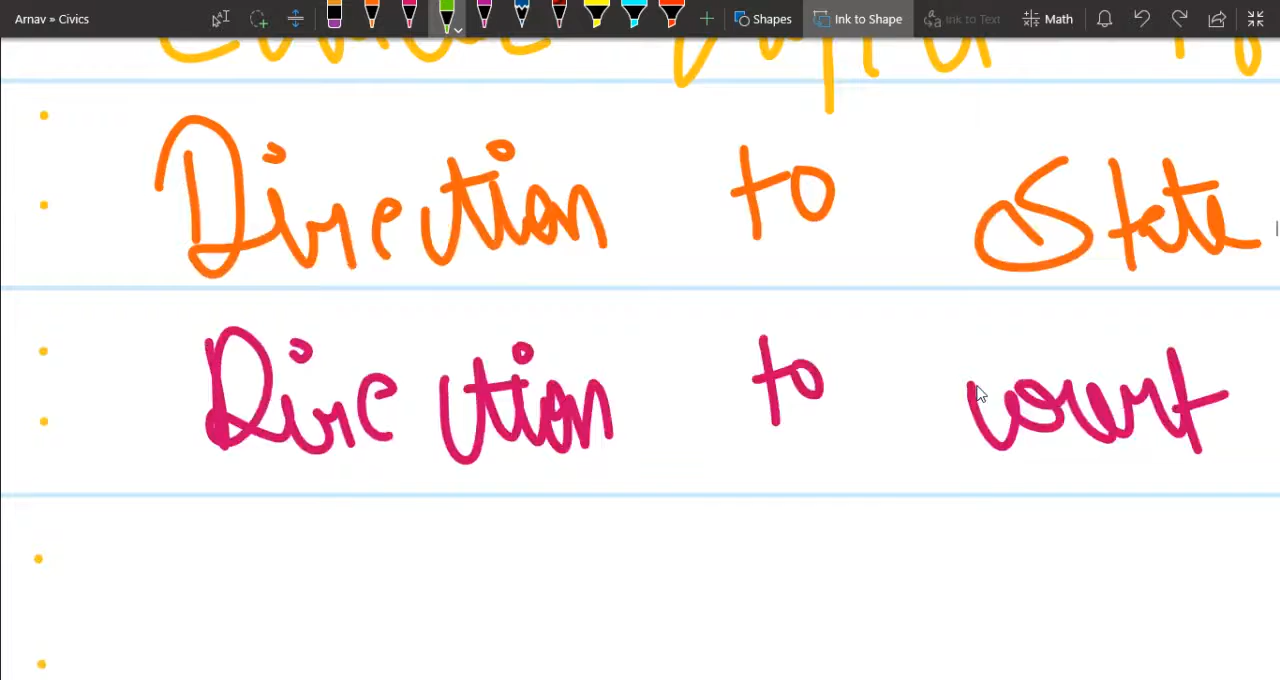 Arnav » Civics
Shapes
Ink to Shape
Ink to Text
Math
Direction to State
Direction to court